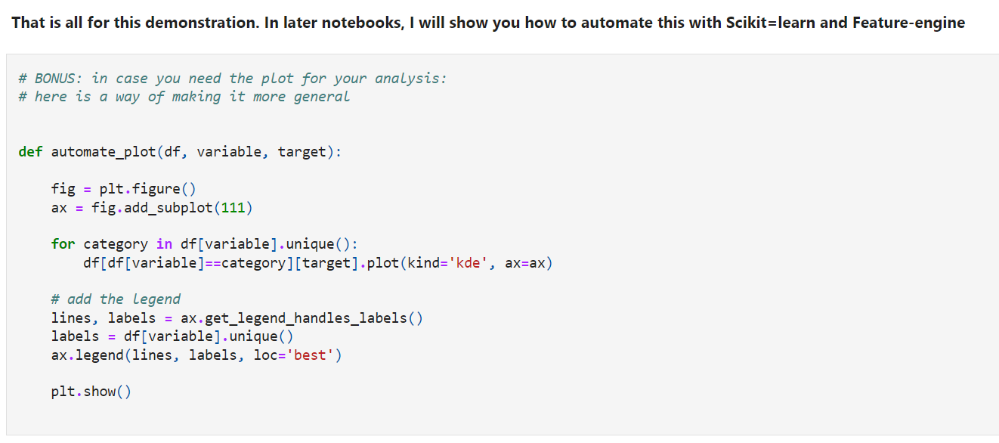 That is all for this demonstration. In later notebooks, I will show you how to automate this with Scikit=learn and Feature-engine
# BONUS: in case you need the plot for your analysis:
# here is a way of making it more general
def automate_plot(df, variable, target):
    fig = plt.figure()
    ax = fig.add_subplot(111)
    for category in df[variable].unique():
        df[df[variable]==category][target].plot(kind='kde', ax=ax)
    # add the legend
    lines, labels = ax.get_legend_handles_labels()
    labels = df[variable].unique()
    ax.legend(lines, labels, loc='best')
    plt.show()